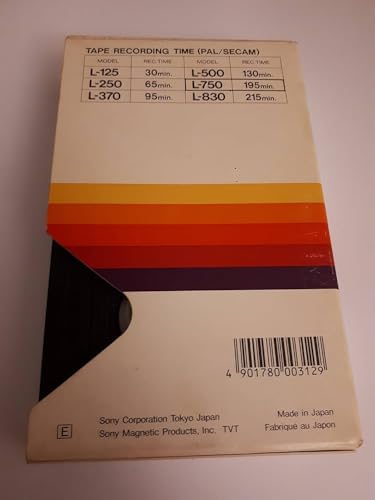 TAPE RECORDING TIME (PAL/SECAM)
MODEL REC.TIME MODEL REC.TIME
L-125 30min. L-500 130min.
L-250 65min. L-750 195min.
L-370 95min. L-830 215min.
4 901780 003129
Sony Corporation Tokyo Japan Made in Japan
E Sony Magnetic Products, Inc. TVT Fabriqué au Japon